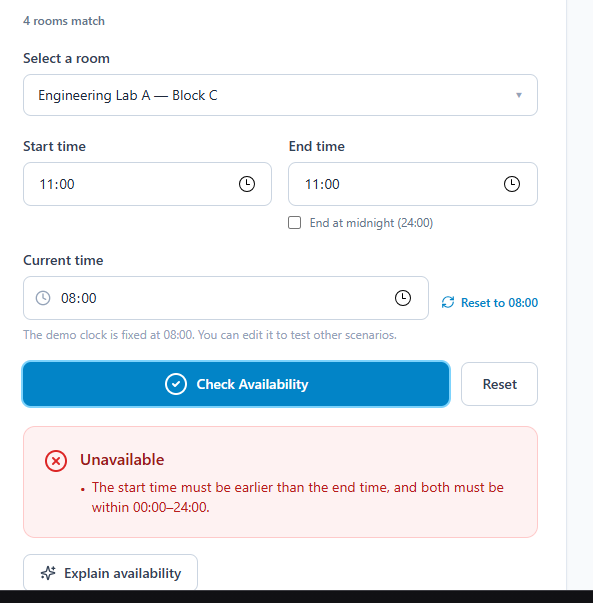 4 rooms match
Select a room
Engineering Lab A — Block C
Start time
End time
11:00
11:00
End at midnight (24:00)
Current time
08:00
Reset to 08:00
The demo clock is fixed at 08:00. You can edit it to test other scenarios.
Check Availability
Reset
Unavailable
• The start time must be earlier than the end time, and both must be
within 00:00–24:00.
Explain availability